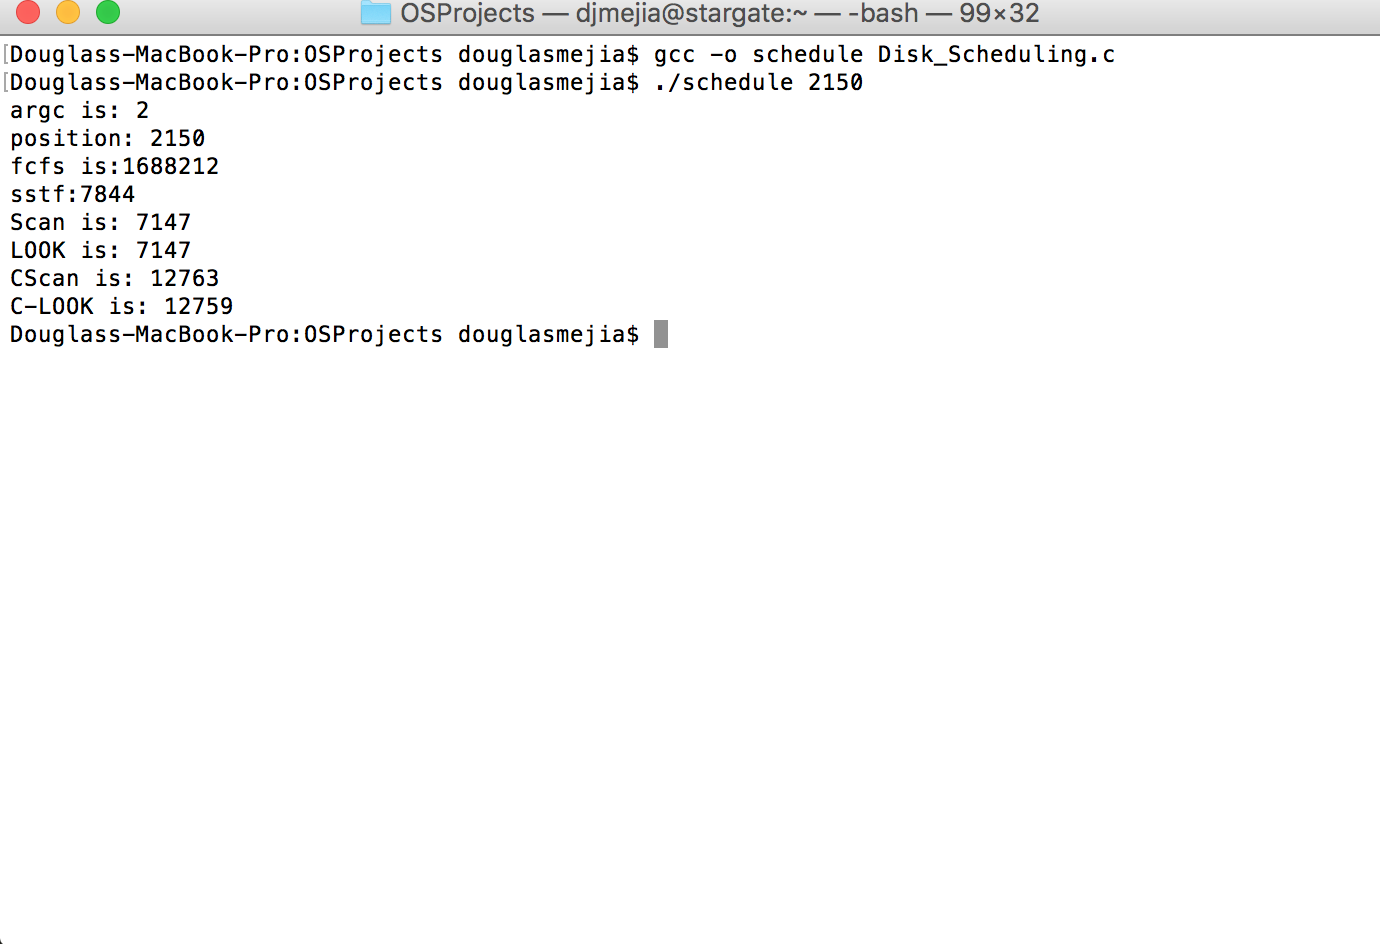 OSProjects — djmejia@stargate:~ — -bash — 99×32
[Douglass-MacBook-Pro:OSProjects douglasmejia$ gcc -o schedule Disk_Scheduling.c
[Douglass-MacBook-Pro:OSProjects douglasmejia$ ./schedule 2150
argc is: 2
position: 2150
fcfs is:1688212
sstf:7844
Scan is: 7147
LOOK is: 7147
CScan is: 12763
C-LOOK is: 12759
Douglass-MacBook-Pro:OSProjects douglasmejia$